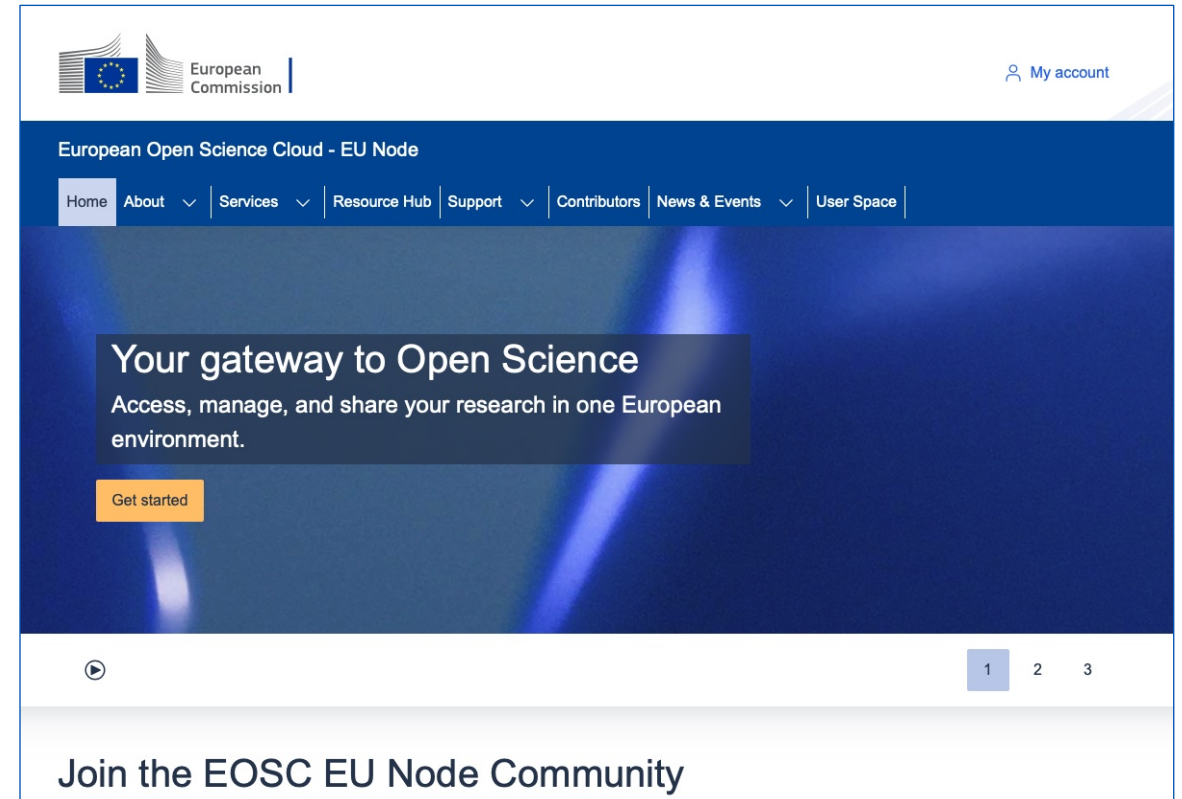 European
Commission
My account
European Open Science Cloud - EU Node
Home About Services Resource Hub Support Contributors News & Events User Space
Your gateway to Open Science
Access, manage, and share your research in one European
environment.
Get started
1 2 3
Join the EOSC EU Node Community